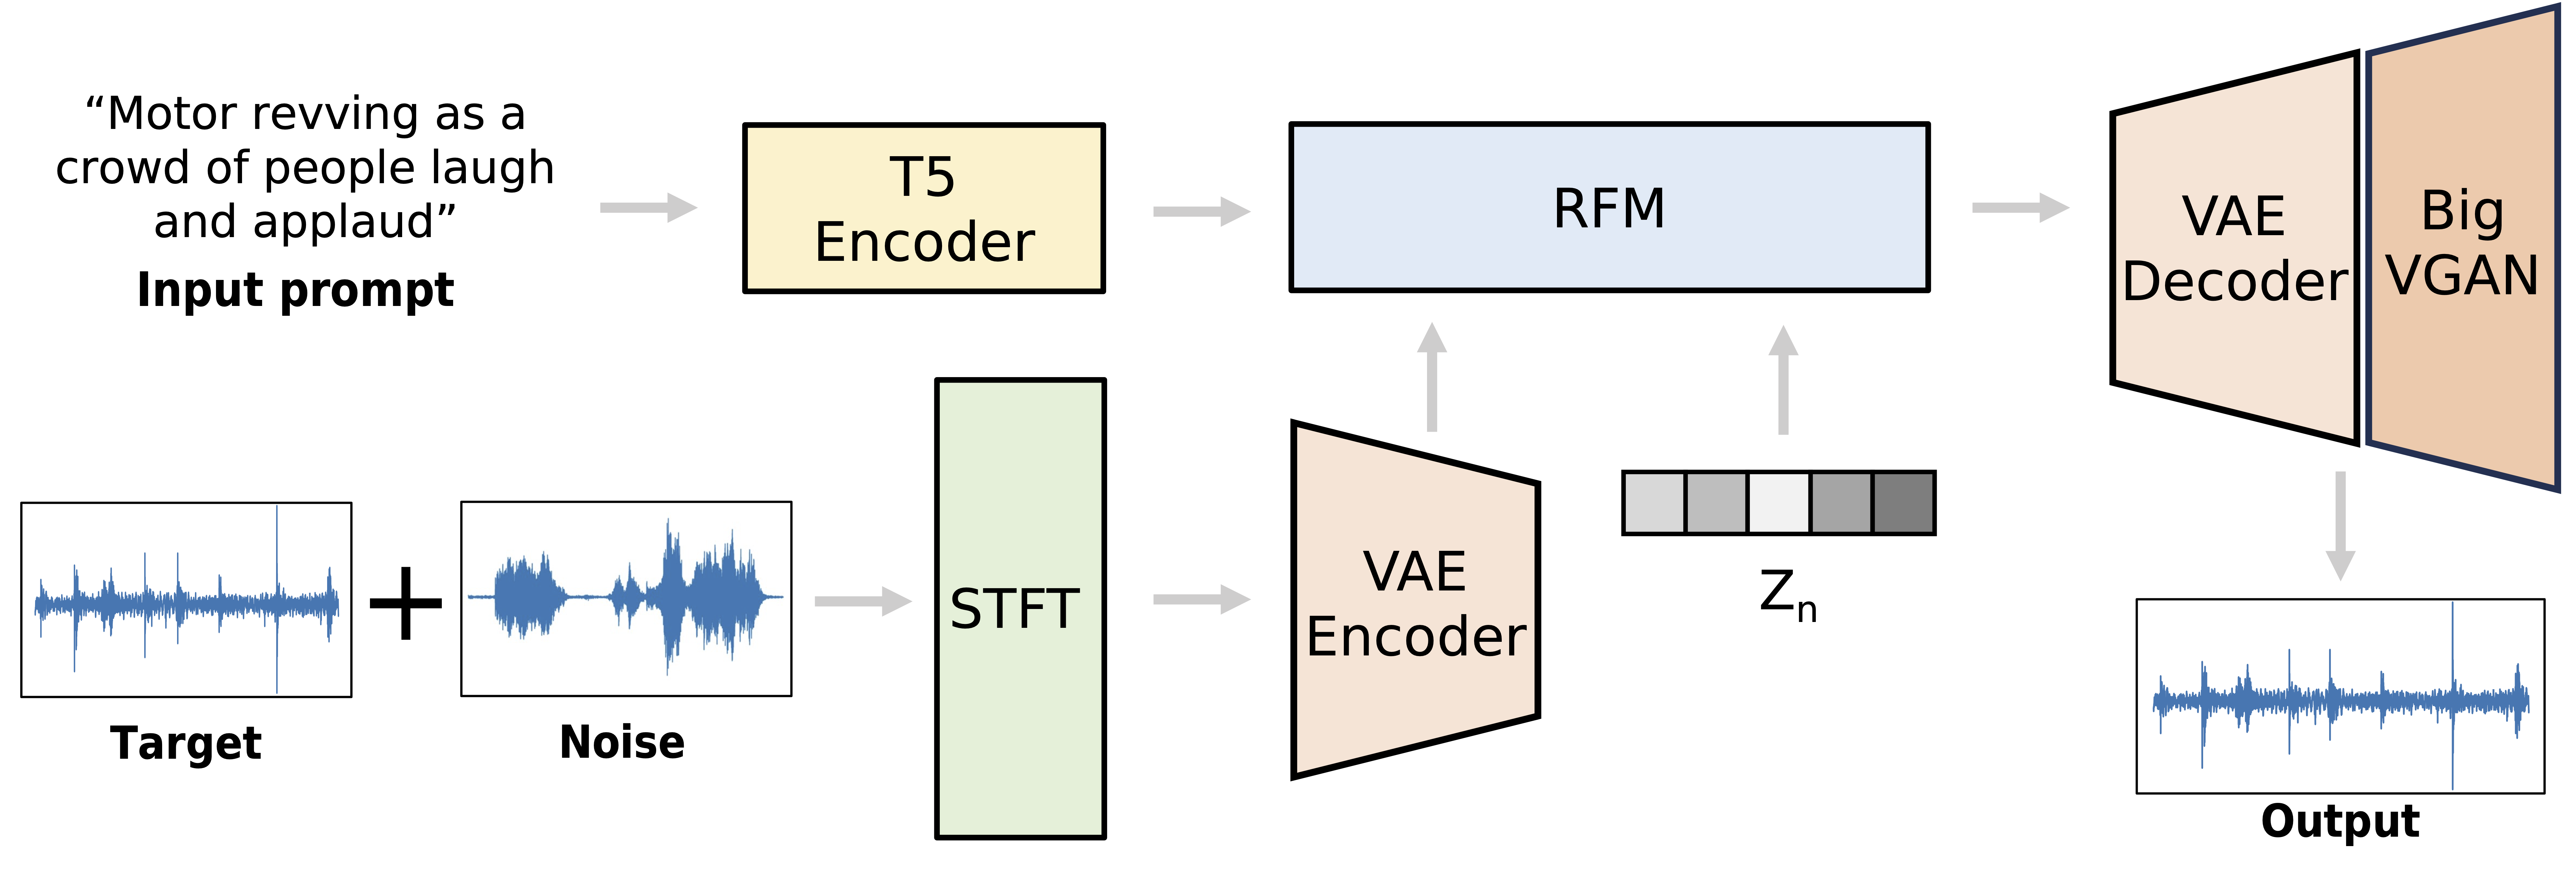 “Motor revving as a
crowd of people laugh
and applaud”
Input prompt
T5
Encoder
RFM
VAE
Decoder
Big
VGAN
Target
Noise
STFT
VAE
Encoder
Zn
Output